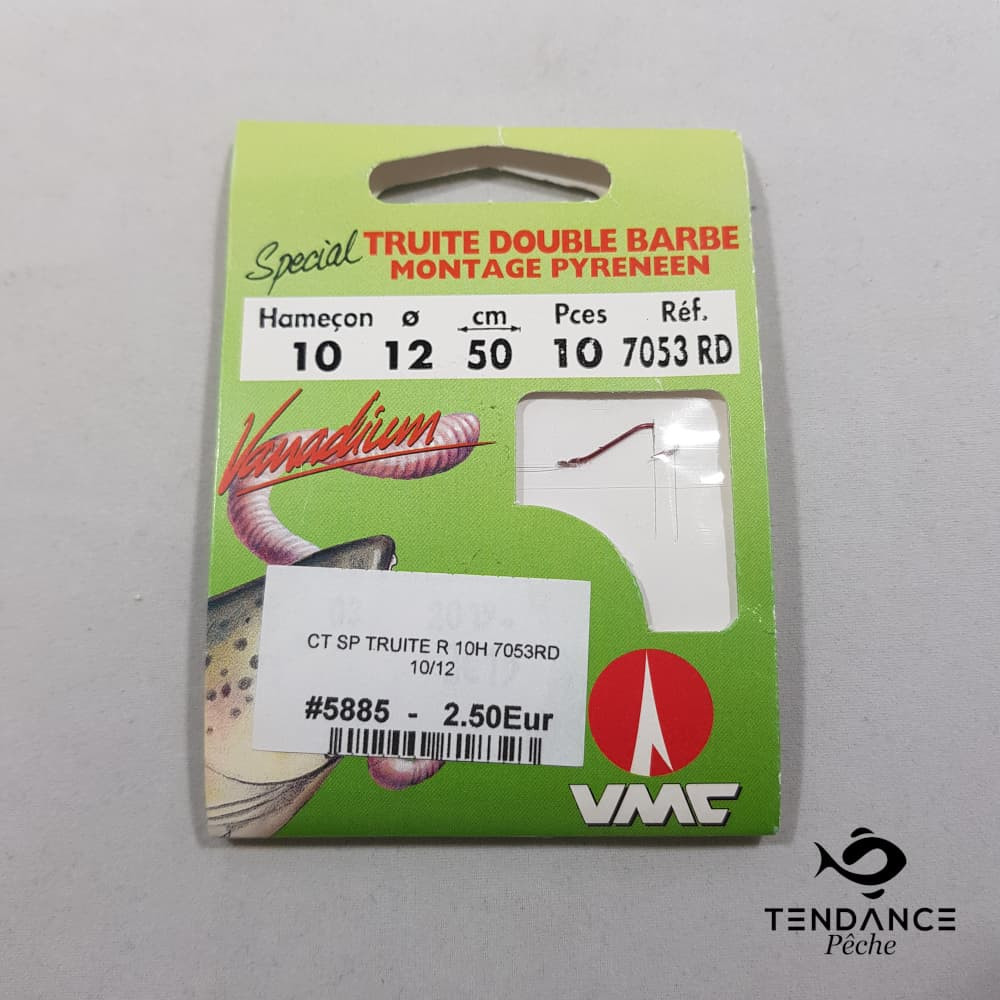 Special TRUITE DOUBLE BARBE
MONTAGE PYRENEEN
Hameçon ø cm Pces Réf.
10 12 50 10 7053 RD
Vanadium
CT SP TRUITE R 10H 7053RD
10/12
#5885 - 2.50Eur
VMC
TENDANCE
Pêche